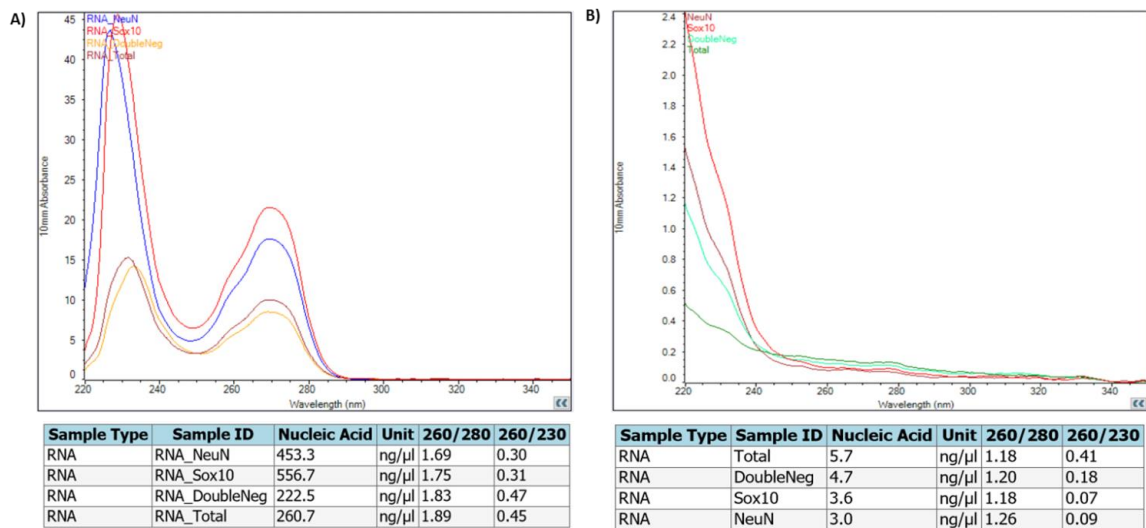 A)
RNA_NeuN
RNA_Sox10
RNA_DoubleNeg
RNA_Total
45
40
35
30
25
20
15
10
5
0
10mm Absorbance
220 240 260 280 300 320 340
Wavelength (nm)
Sample Type Sample ID Nucleic Acid Unit 260/280 260/230
RNA RNA_NeuN 453.3 ng/µl 1.69 0.30
RNA RNA_Sox10 556.7 ng/µl 1.75 0.31
RNA RNA_DoubleNeg 222.5 ng/µl 1.83 0.47
RNA RNA_Total 260.7 ng/µl 1.89 0.45
B)
NeuN
Sox10
DoubleNeg
Total
2.4
2.2
2.0
1.8
1.6
1.4
1.2
1.0
0.8
0.6
0.4
0.2
0.0
10mm Absorbance
220 240 260 280 300 320 340
Wavelength (nm)
Sample Type Sample ID Nucleic Acid Unit 260/280 260/230
RNA Total 5.7 ng/µl 1.18 0.41
RNA DoubleNeg 4.7 ng/µl 1.20 0.18
RNA Sox10 3.6 ng/µl 1.18 0.07
RNA NeuN 3.0 ng/µl 1.26 0.09